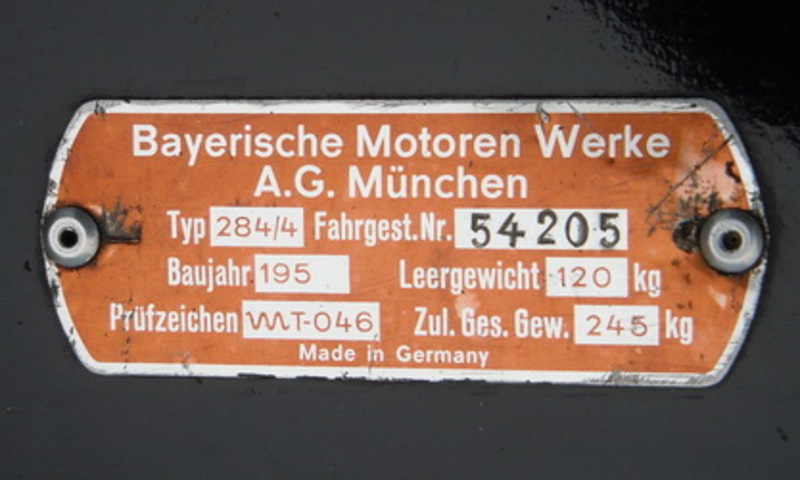 Bayerische Motoren Werke
A.G. München
Typ 284/4 Fahrgest.Nr. 54205
Baujahr 195 Leergewicht 120 kg
Prüfzeichen T-046 Zul. Ges. Gew. 245 kg
Made in Germany